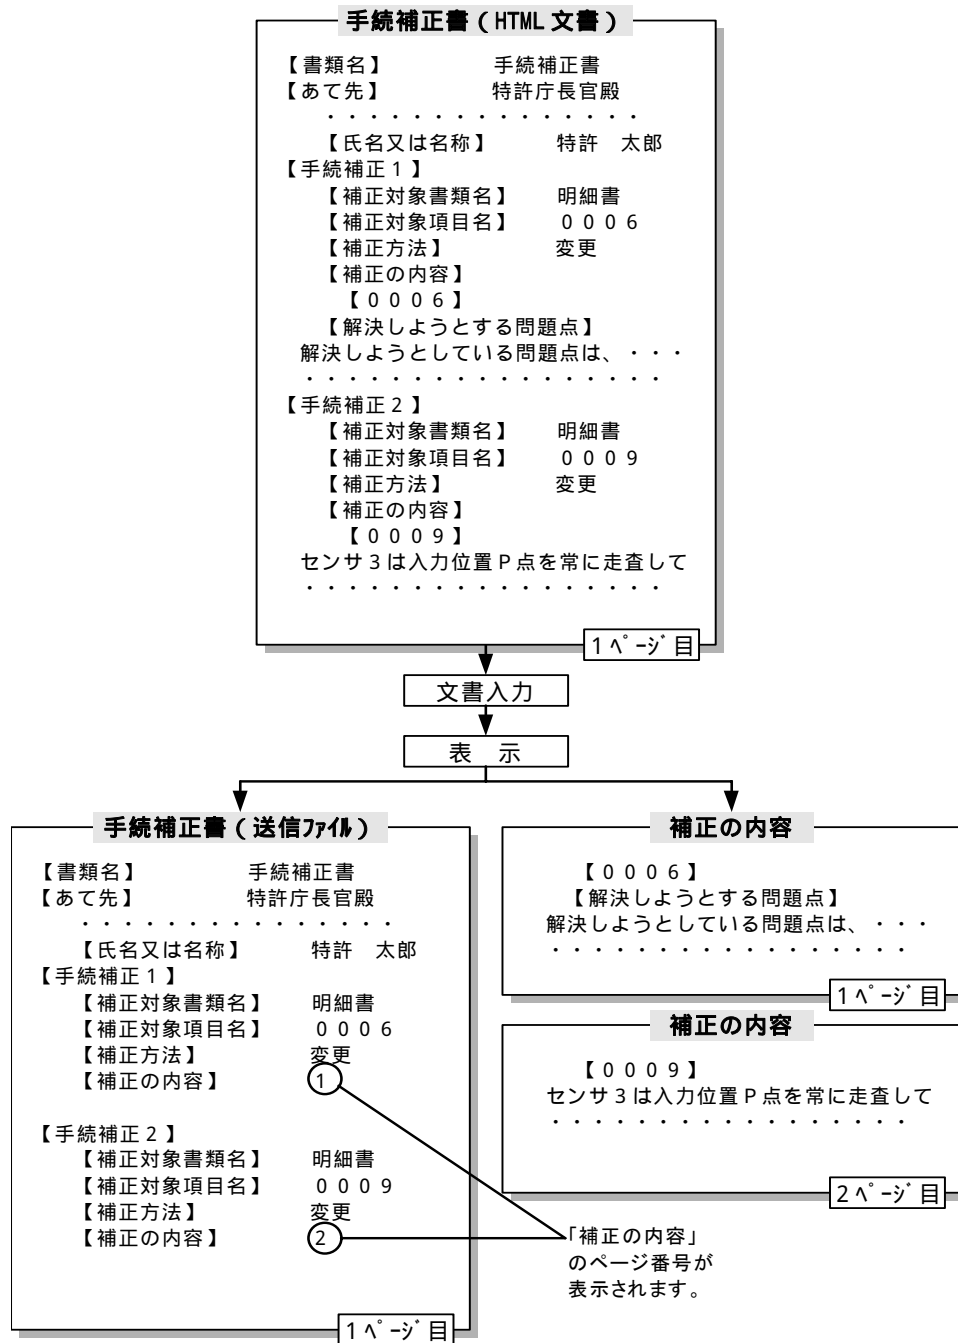 手続補正書（HTML 文書）
【書類名】　　　　　手続補正書
【あて先】　　　　　特許庁長官殿
・・・・・・・・・・・・・・・
【氏名又は名称】　　　特許　太郎
【手続補正１】
【補正対象書類名】　　明細書
【補正対象項目名】　　０００６
【補正方法】　　　　　変更
【補正の内容】
【０００６】
【解決しようとする問題点】
解決しようとしている問題点は、・・・
・・・・・・・・・・・・・・・・・
【手続補正２】
【補正対象書類名】　　明細書
【補正対象項目名】　　０００９
【補正方法】　　　　　変更
【補正の内容】
【０００９】
センサ３は入力位置Ｐ点を常に走査して
・・・・・・・・・・・・・・・・・
1ﾍﾟｰｼﾞ目
文書入力
表　示
手続補正書（送信ﾌｧｲﾙ）
【書類名】　　　　　手続補正書
【あて先】　　　　　特許庁長官殿
・・・・・・・・・・・・・・・
【氏名又は名称】　　　特許　太郎
【手続補正１】
【補正対象書類名】　　明細書
【補正対象項目名】　　０００６
【補正方法】　　　　　変更
【補正の内容】　　　　1
【手続補正２】
【補正対象書類名】　　明細書
【補正対象項目名】　　０００９
【補正方法】　　　　　変更
【補正の内容】　　　　2
1ﾍﾟｰｼﾞ目
補正の内容
【０００６】
【解決しようとする問題点】
解決しようとしている問題点は、・・・
・・・・・・・・・・・・・・・・・
1ﾍﾟｰｼﾞ目
補正の内容
【０００９】
センサ３は入力位置Ｐ点を常に走査して
・・・・・・・・・・・・・・・・・
2ﾍﾟｰｼﾞ目
「補正の内容」
のページ番号が
表示されます。